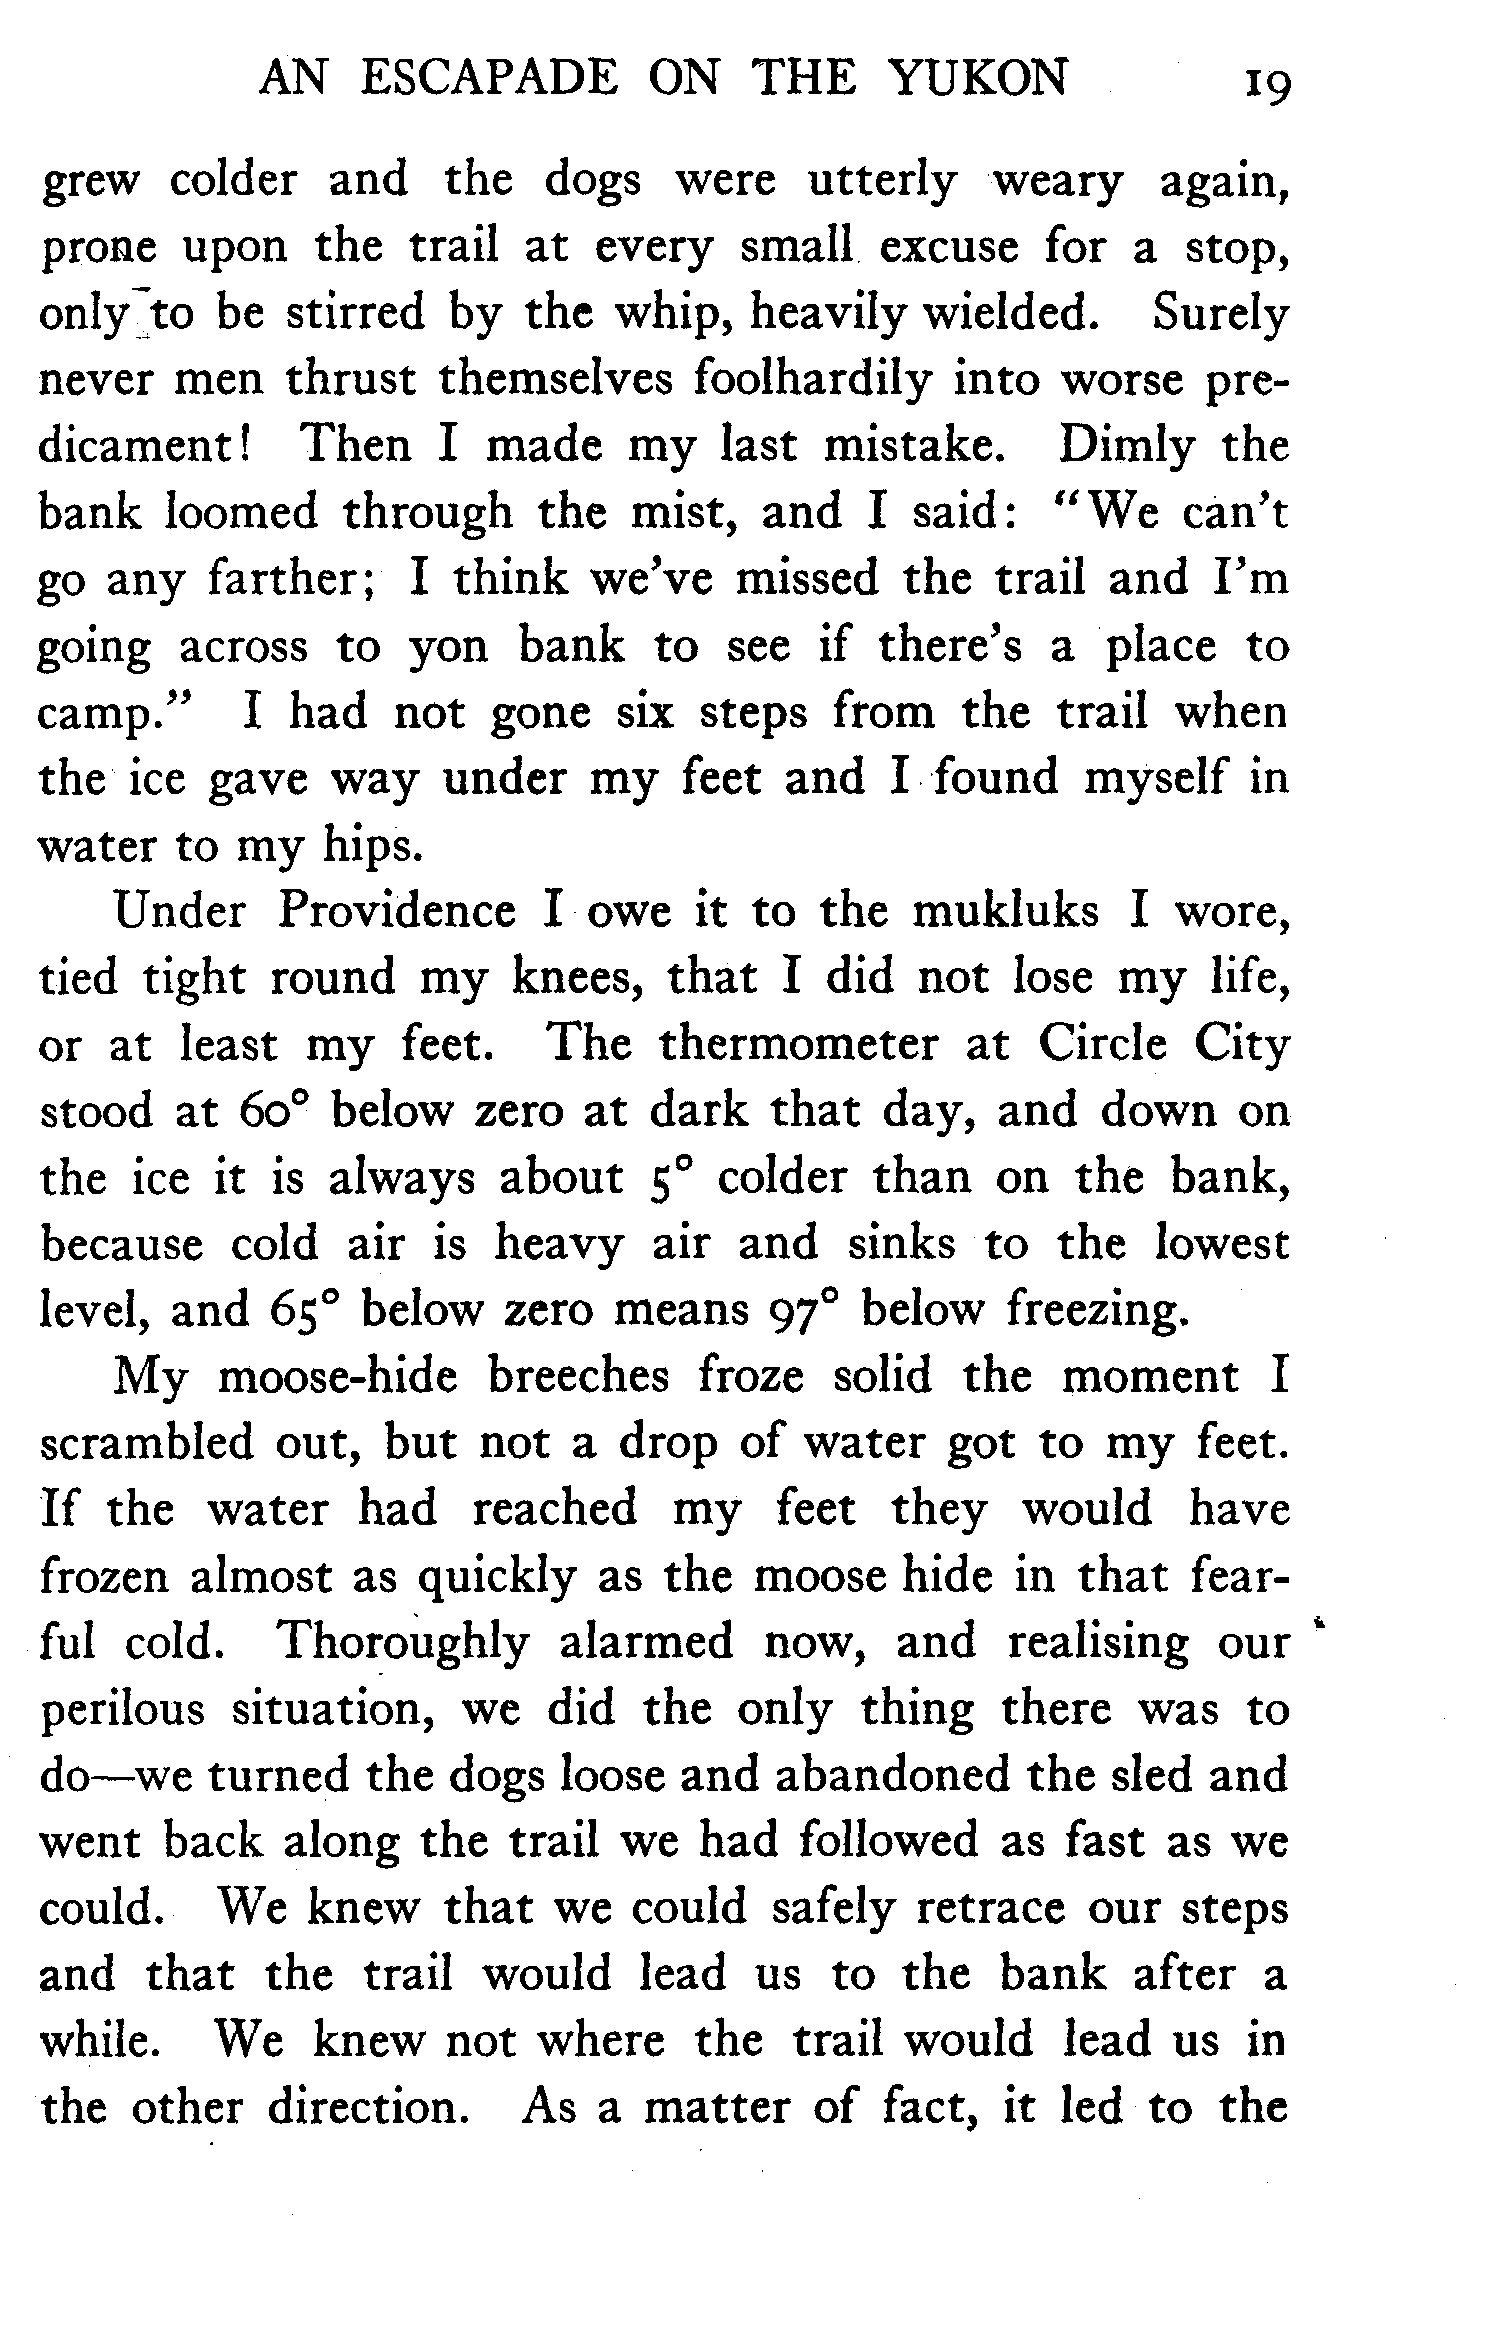 AN ESCAPADE ON THE YUKON 19
grew colder and the dogs were utterly weary again,
prone upon the trail at every small excuse for a stop,
only to be stirred by the whip, heavily wielded. Surely
never men thrust themselves foolhardily into worse pre-
dicament! Then I made my last mistake. Dimly the
bank loomed through the mist, and I said: "We can't
go any farther; I think we've missed the trail and I'm
going across to yon bank to see if there's a place to
camp." I had not gone six steps from the trail when
the ice gave way under my feet and I found myself in
water to my hips.
Under Providence I owe it to the mukluks I wore,
tied tight round my knees, that I did not lose my life,
or at least my feet. The thermometer at Circle City
stood at 60° below zero at dark that day, and down on
the ice it is always about 5° colder than on the bank,
because cold air is heavy air and sinks to the lowest
level, and 65° below zero means 97° below freezing.
My moose-hide breeches froze solid the moment I
scrambled out, but not a drop of water got to my feet.
If the water had reached my feet they would have
frozen almost as quickly as the moose hide in that fear-
ful cold. Thoroughly alarmed now, and realising our
perilous situation, we did the only thing there was to
do—we turned the dogs loose and abandoned the sled and
went back along the trail we had followed as fast as we
could. We knew that we could safely retrace our steps
and that the trail would lead us to the bank after a
while. We knew not where the trail would lead us in
the other direction. As a matter of fact, it led to the